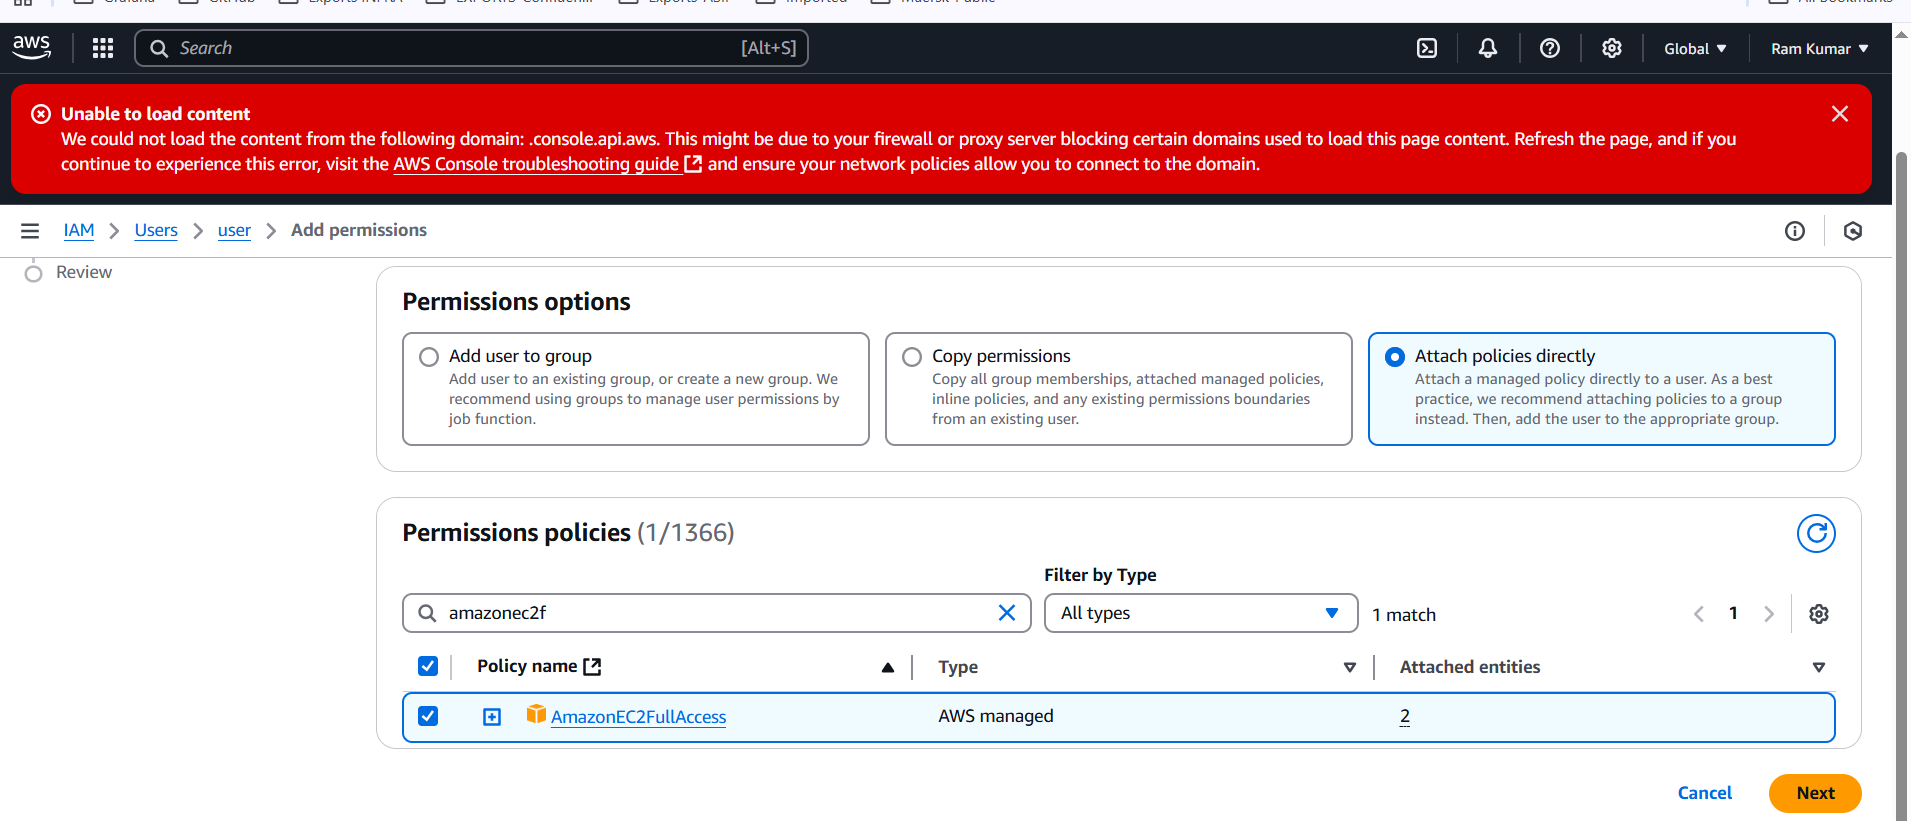 Grafana GitHub Exports INFRA Imported Maersk Public All Bookmarks
aws Search [Alt+S] Global Ram Kumar
Unable to load content
We could not load the content from the following domain: .console.api.aws. This might be due to your firewall or proxy server blocking certain domains used to load this page content. Refresh the page, and if you
continue to experience this error, visit the AWS Console troubleshooting guide and ensure your network policies allow you to connect to the domain.
IAM Users user Add permissions
Review
Permissions options
Add user to group
Add user to an existing group, or create a new group. We
recommend using groups to manage user permissions by
job function.
Copy permissions
Copy all group memberships, attached managed policies,
inline policies, and any existing permissions boundaries
from an existing user.
Attach policies directly
Attach a managed policy directly to a user. As a best
practice, we recommend attaching policies to a group
instead. Then, add the user to the appropriate group.
Permissions policies (1/1366)
Filter by Type
amazonec2f All types 1 match 1
Policy name Type Attached entities
AmazonEC2FullAccess AWS managed 2
Cancel Next